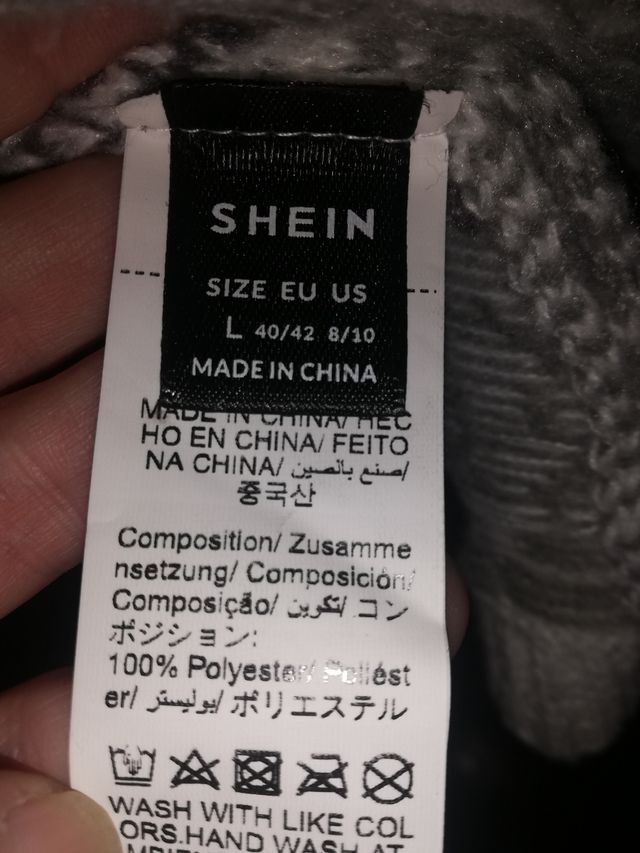 SHEIN
SIZE EU US
L 40/42 8/10
MADE IN CHINA
MADE IN CHINA/ HEC
HO EN CHINA/ FEITO
NA CHINA/ صنع بالصين/
중국산
Composition/ Zusamme
nsetzung/ Composición/
Composição/ تكوين/ コン
ポジション:
100% Polyester/ Poliést
er/ بوليستر/ ポリエステル
WASH WITH LIKE COL
ORS.HAND WASH AT